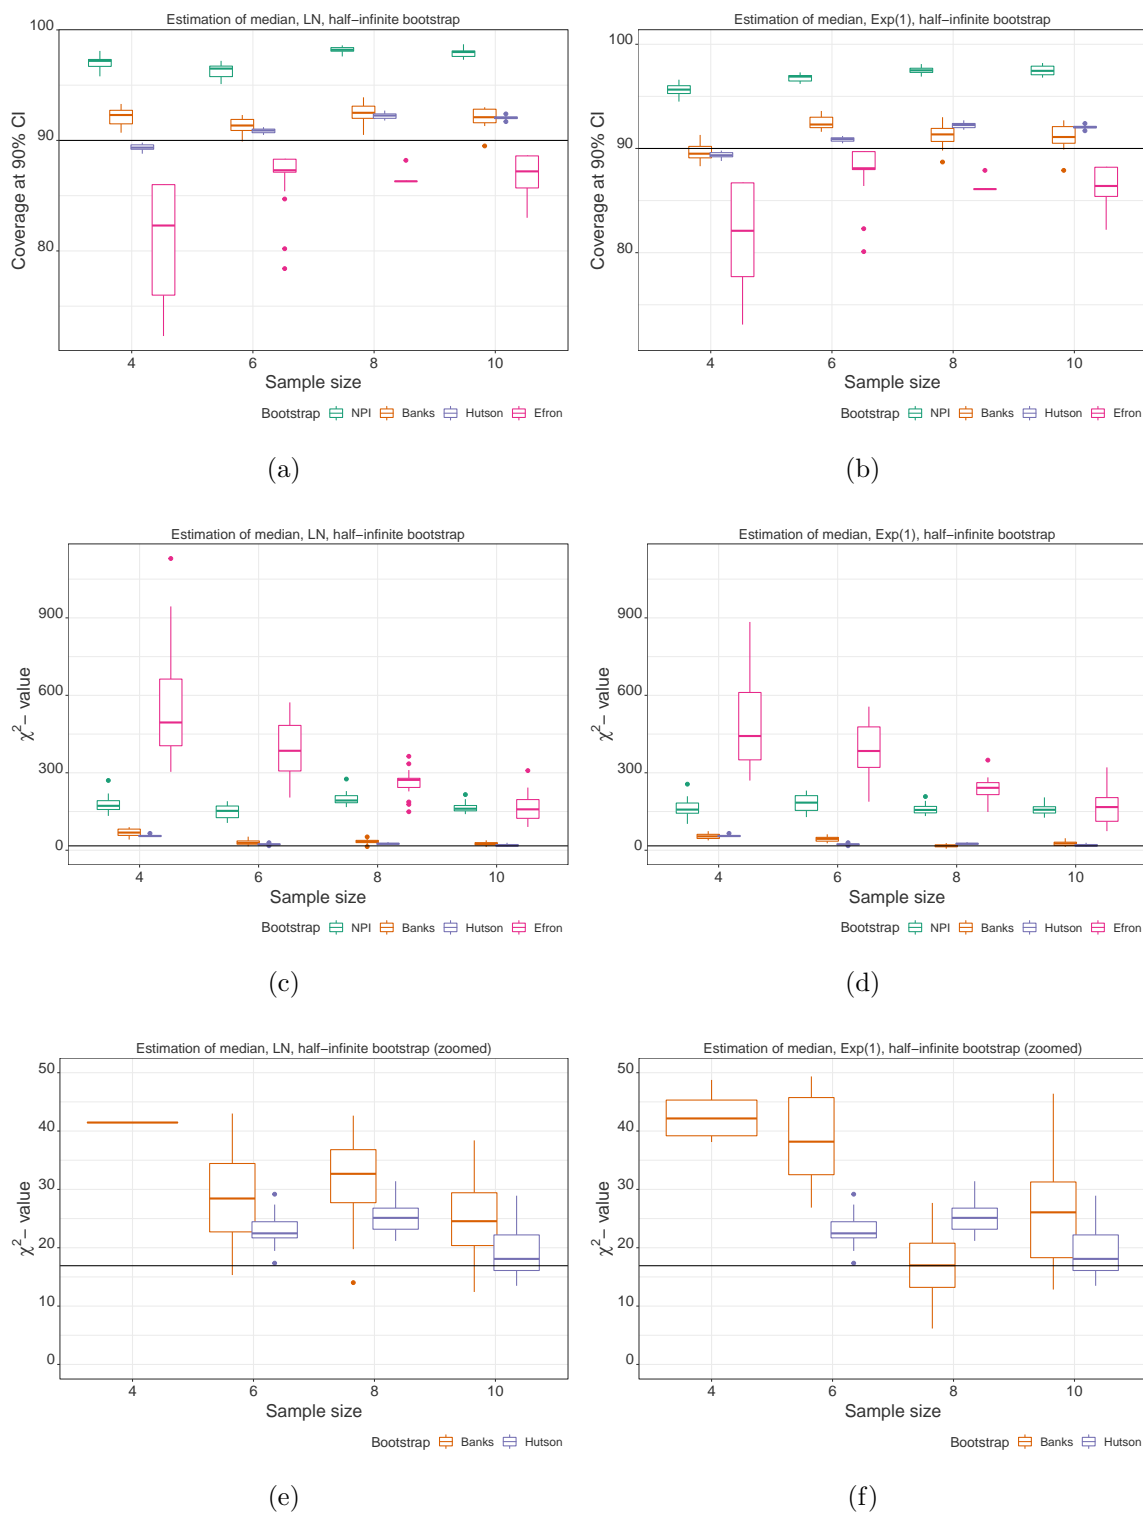 Estimation of median, LN, half−infinite bootstrap
100
90
80
Coverage at 90% CI
4 6 8 10
Sample size
Bootstrap NPI Banks Hutson Efron
(a)
Estimation of median, Exp(1), half−infinite bootstrap
100
90
80
Coverage at 90% CI
4 6 8 10
Sample size
Bootstrap NPI Banks Hutson Efron
(b)
Estimation of median, LN, half−infinite bootstrap
900
600
300
0
χ²− value
4 6 8 10
Sample size
Bootstrap NPI Banks Hutson Efron
(c)
Estimation of median, Exp(1), half−infinite bootstrap
900
600
300
0
χ²− value
4 6 8 10
Sample size
Bootstrap NPI Banks Hutson Efron
(d)
Estimation of median, LN, half−infinite bootstrap (zoomed)
50
40
30
20
10
0
χ²− value
4 6 8 10
Sample size
Bootstrap Banks Hutson
(e)
Estimation of median, Exp(1), half−infinite bootstrap (zoomed)
50
40
30
20
10
0
χ²− value
4 6 8 10
Sample size
Bootstrap Banks Hutson
(f)